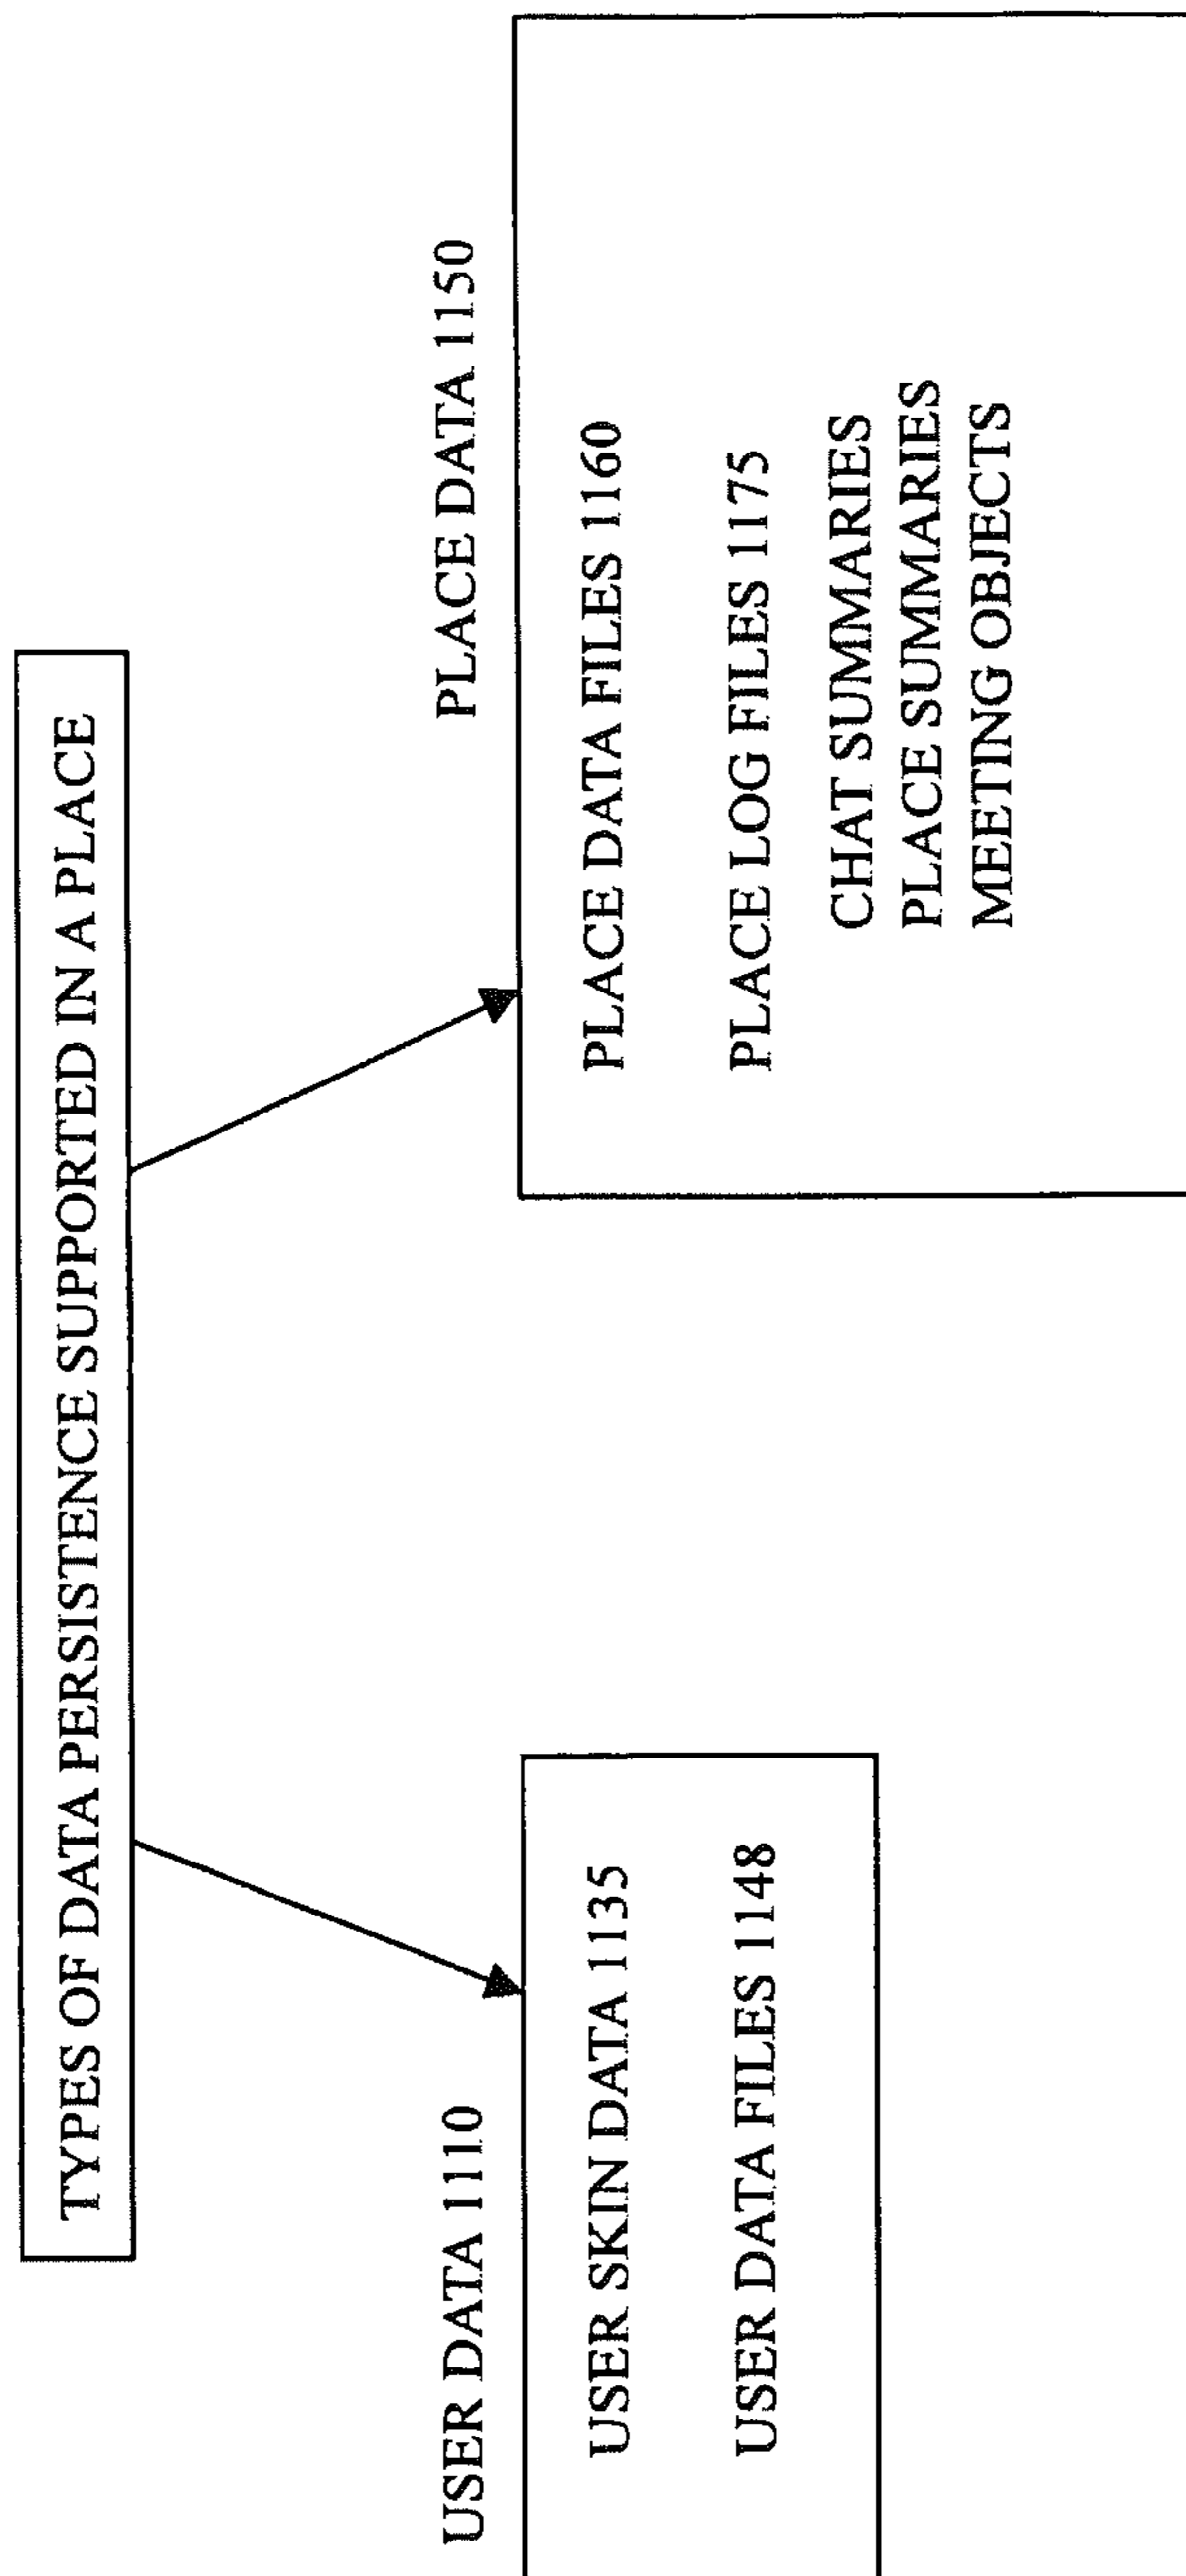 TYPES OF DATA PERSISTENCE SUPPORTED IN A PLACE
USER DATA 1110
USER SKIN DATA 1135
USER DATA FILES 1148
PLACE DATA 1150
PLACE DATA FILES 1160
PLACE LOG FILES 1175
CHAT SUMMARIES
PLACE SUMMARIES
MEETING OBJECTS